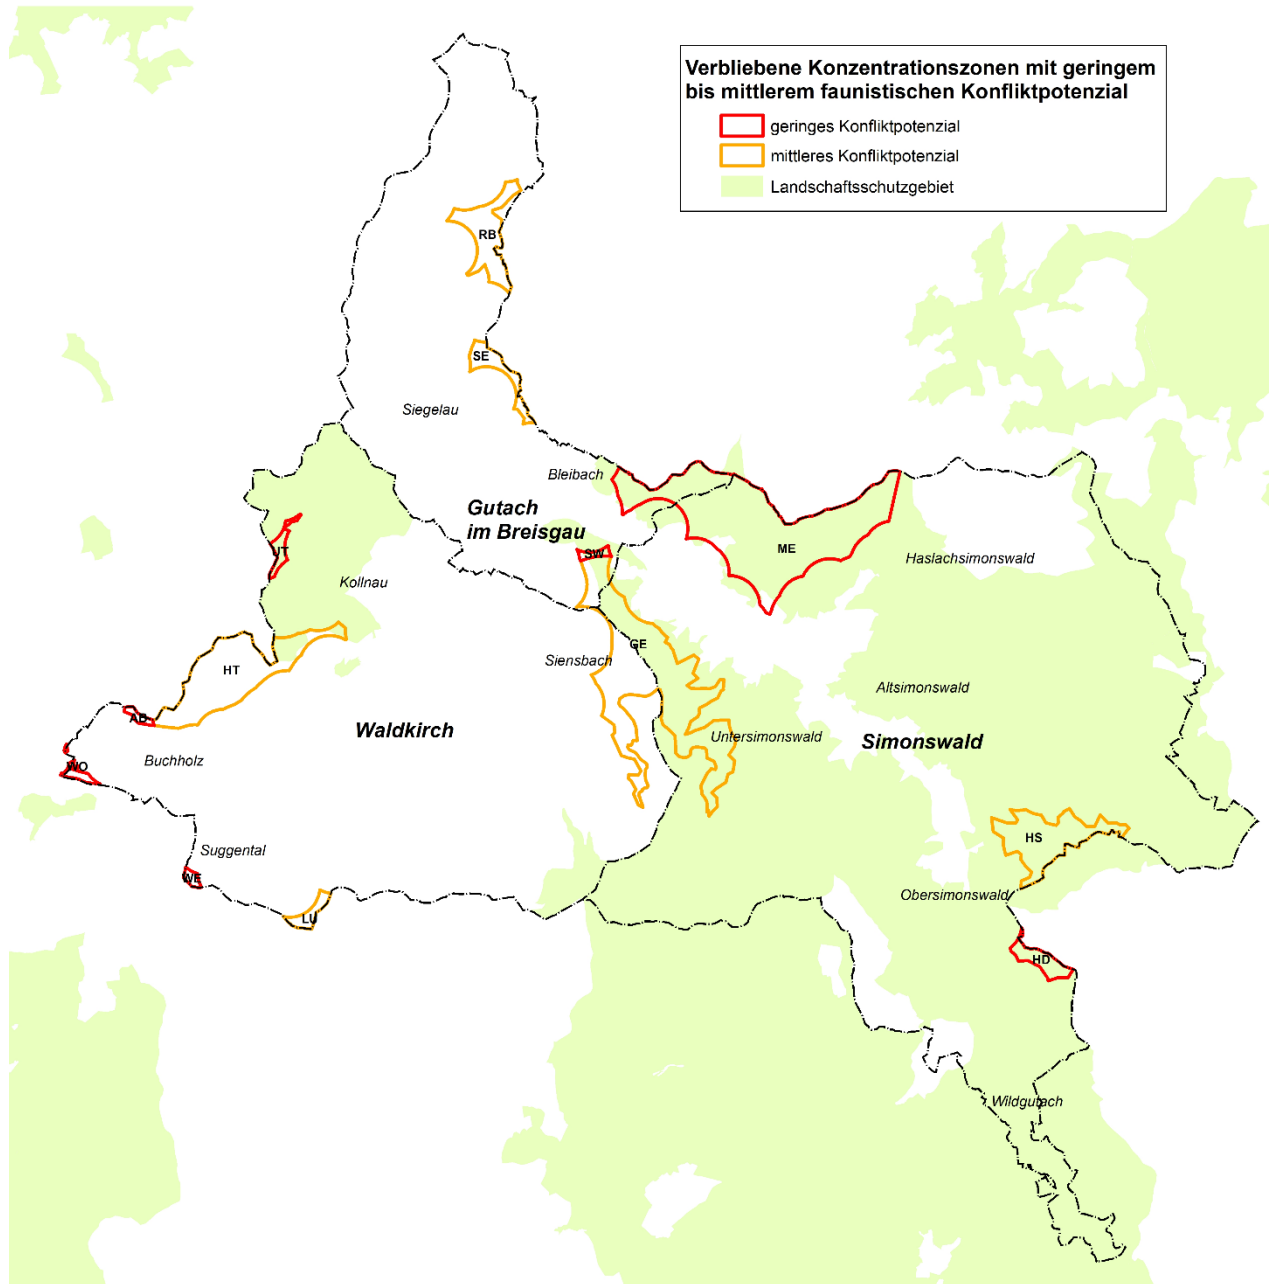 Verbliebene Konzentrationszonen mit geringem
bis mittlerem faunistischen Konfliktpotenzial
geringes Konfliktpotenzial
mittleres Konfliktpotenzial
Landschaftsschutzgebiet
RB
SE
Siegelau
Bleibach
Gutach
im Breisgau
UT
SW
ME
Haslachsimonswald
Kollnau
GE
Siensbach
HT
Altsimonswald
AB
Waldkirch
Untersimonswald
Simonswald
Buchholz
WO
HS
Suggental
WE
Obersimonswald
LU
HD
Wildgutach